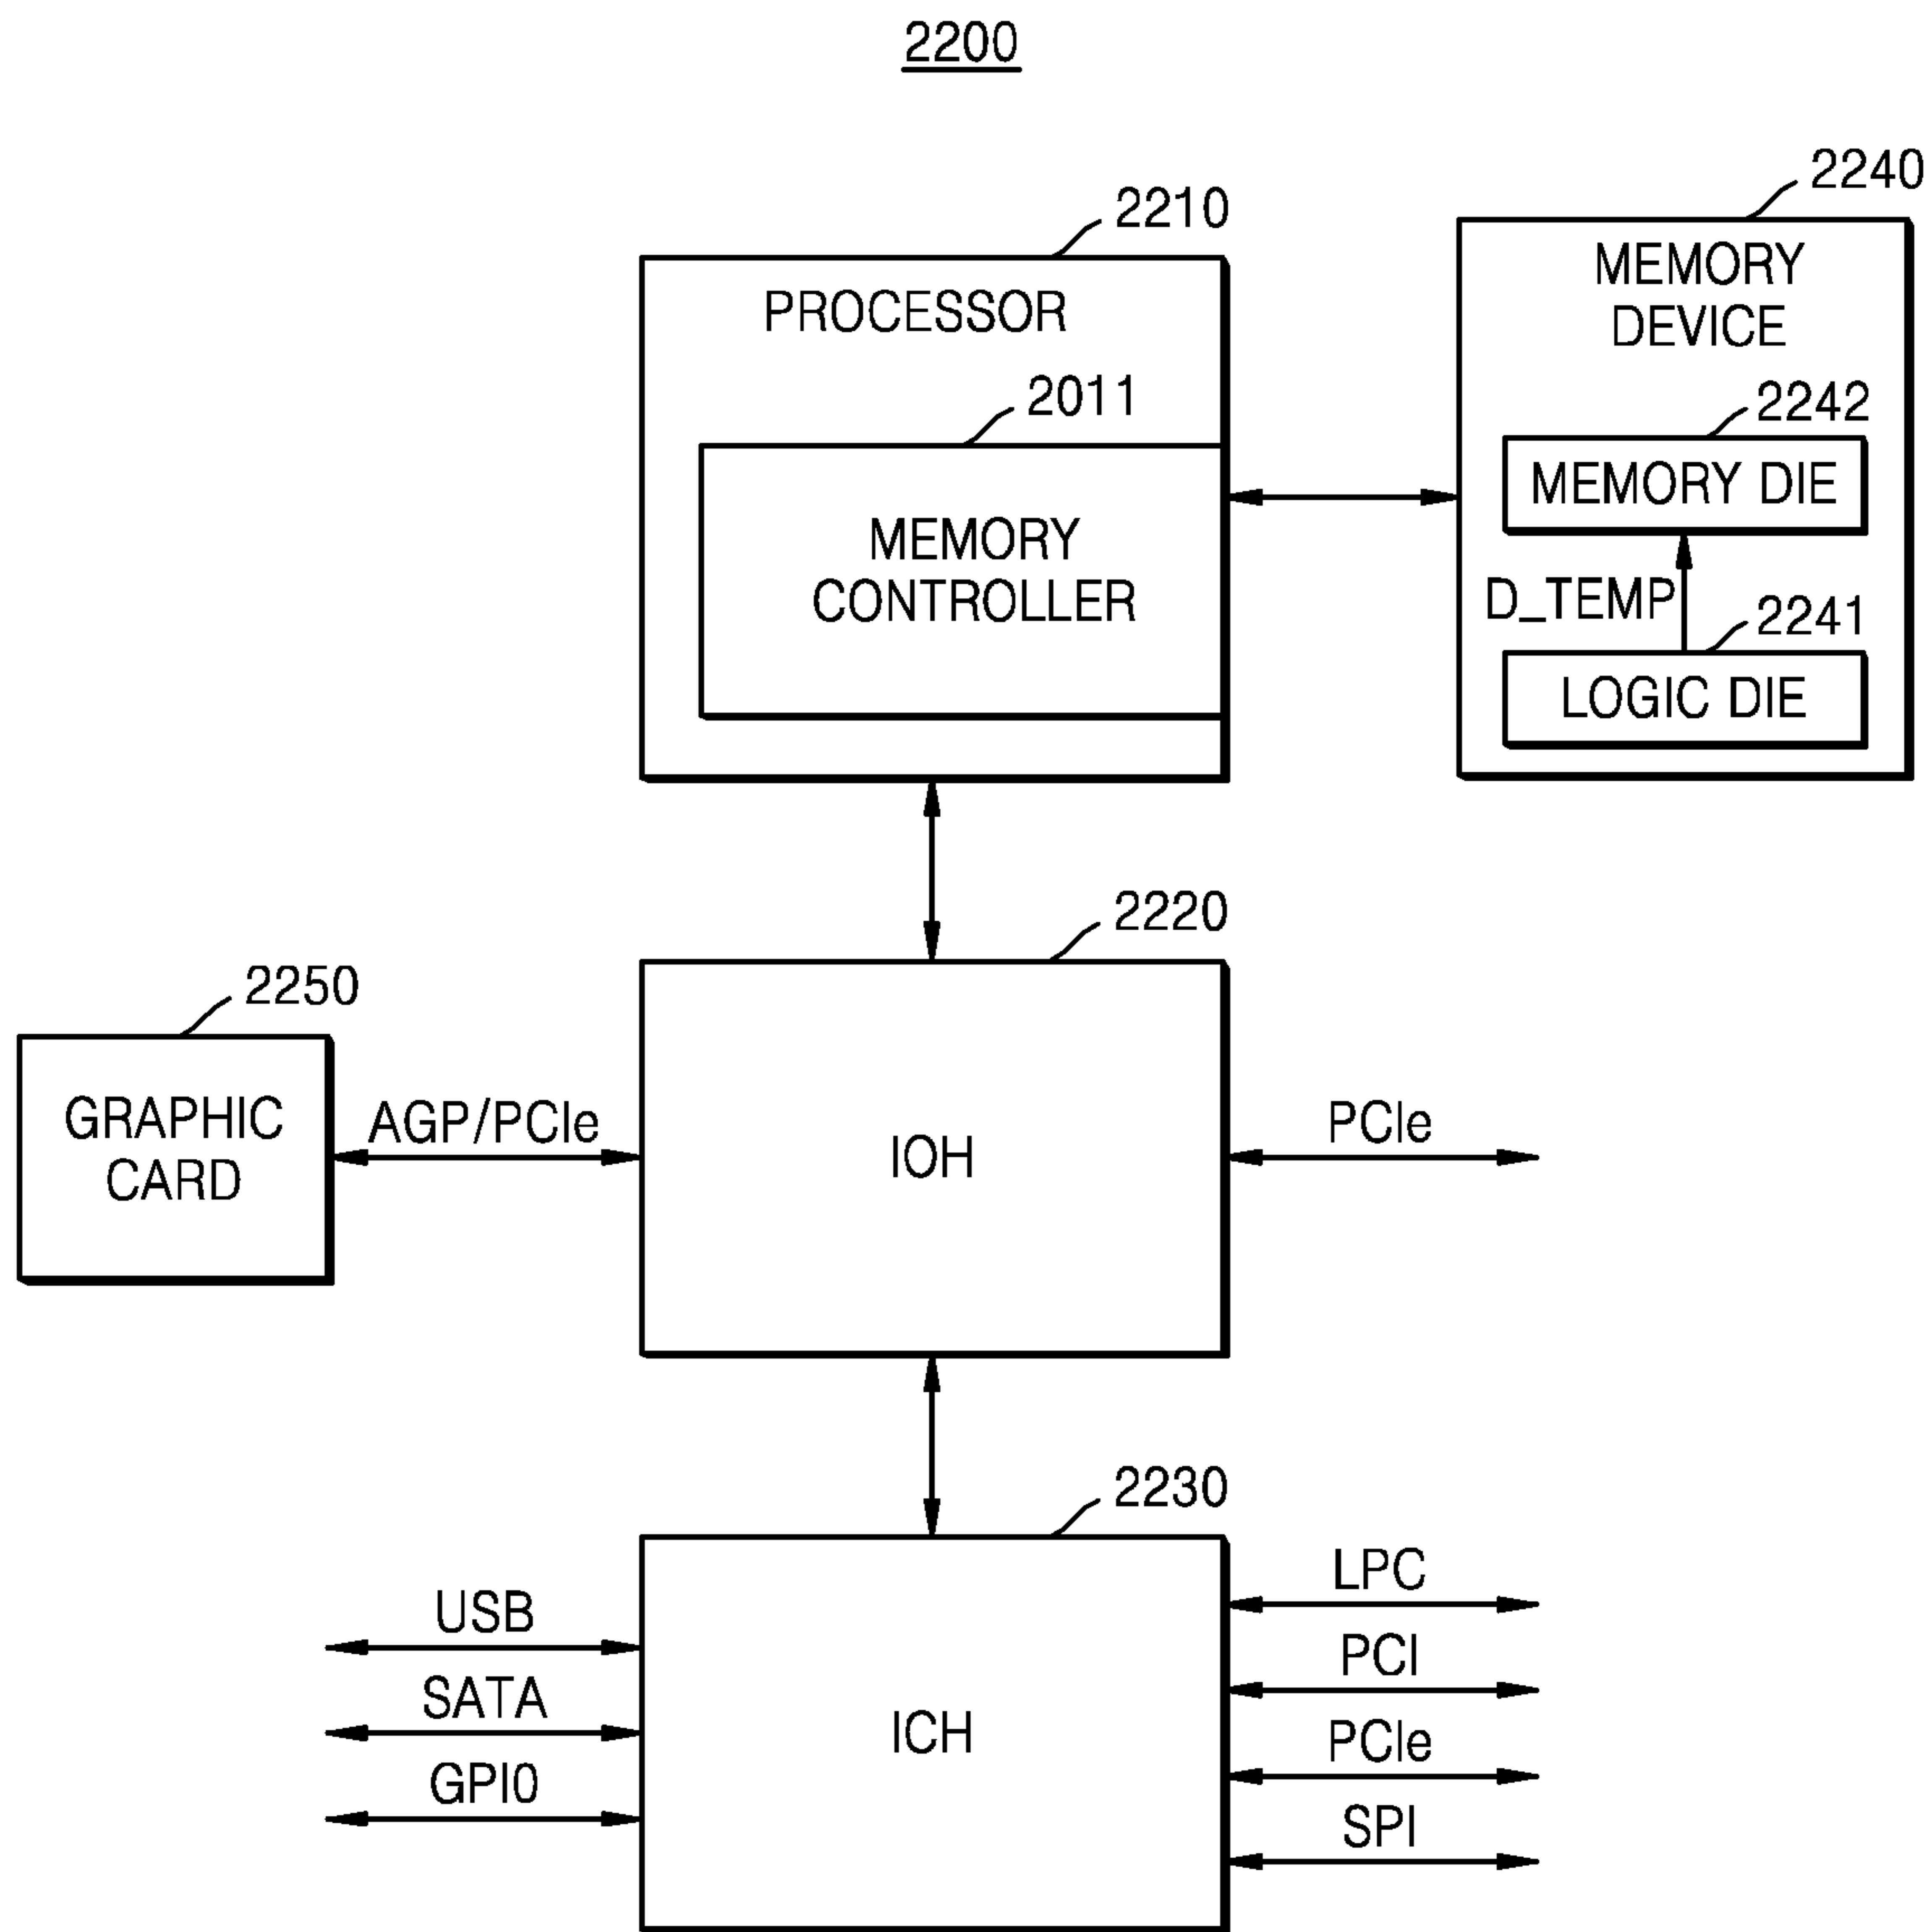 2200
2240
MEMORY
DEVICE
2210
PROCESSOR
2011
MEMORY
CONTROLLER
2242
MEMORY DIE
D_TEMP
2241
LOGIC DIE
2220
IOH
2250
GRAPHIC
CARD
AGP/PCIe
PCIe
2230
ICH
USB
SATA
GPI0
LPC
PCI
PCIe
SPI